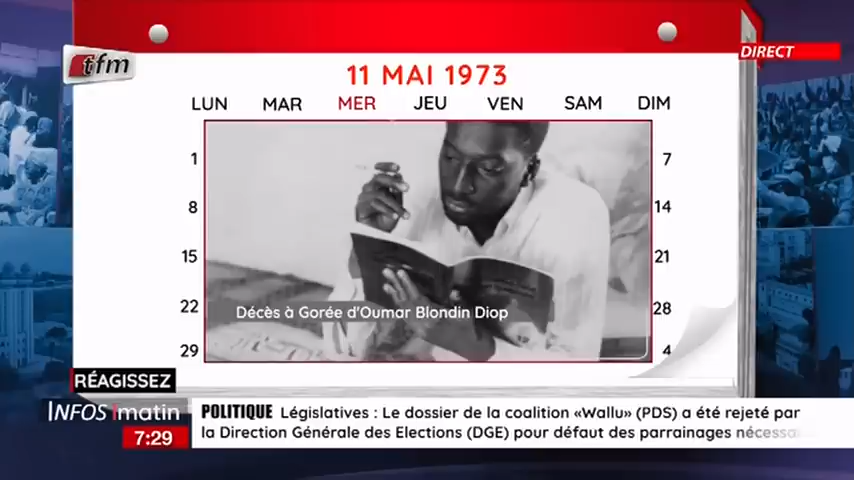 tfm
DIRECT
11 MAI 1973
LUN MAR MER JEU VEN SAM DIM
1 7
8 14
15 21
22 28
29 4
Décès à Gorée d'Oumar Blondin Diop
RÉAGISSEZ
INFOS matin
7:29
POLITIQUE Législatives : Le dossier de la coalition «Wallu» (PDS) a été rejeté par
la Direction Générale des Elections (DGE) pour défaut des parrainages